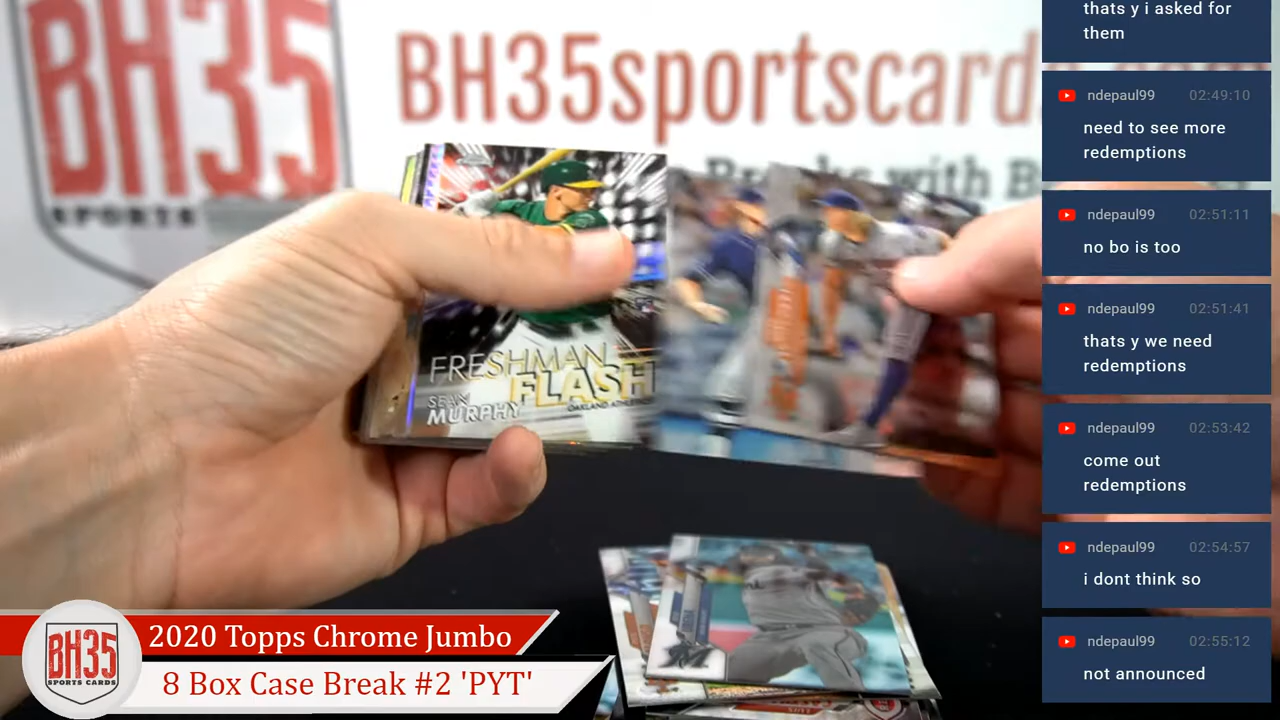 BH35
SPORTS
BH35sportscards
Breaks with B
FRESHMAN
FLASH
SEAN
MURPHY
thats y i asked for
them
ndepaul99 02:49:10
need to see more
redemptions
ndepaul99 02:51:11
no bo is too
ndepaul99 02:51:41
thats y we need
redemptions
ndepaul99 02:53:42
come out
redemptions
ndepaul99 02:54:57
i dont think so
ndepaul99 02:55:12
not announced
BH35
SPORTS CARDS
2020 Topps Chrome Jumbo
8 Box Case Break #2 'PYT'